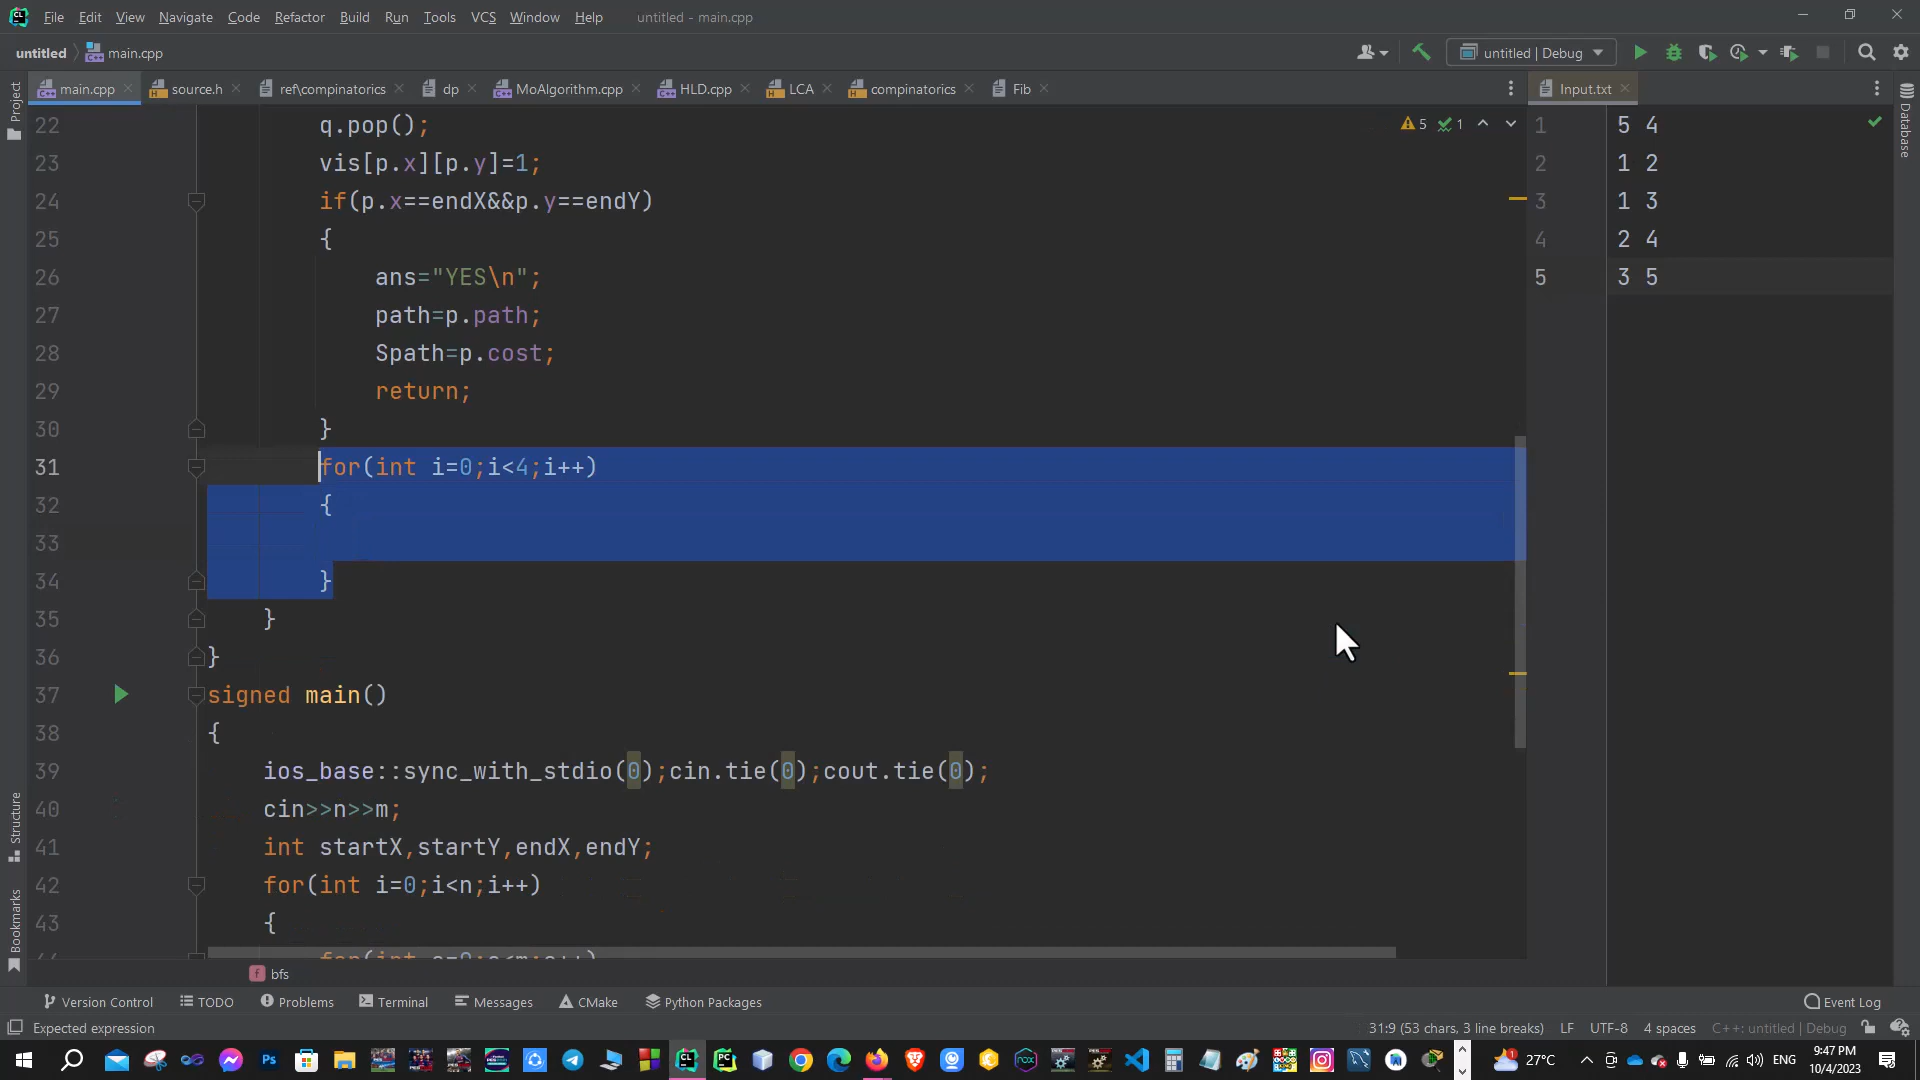 File Edit View Navigate Code Refactor Build Run Tools VCS Window Help untitled - main.cpp
untitled main.cpp untitled | Debug
main.cpp source.h ref\compinatorics dp MoAlgorithm.cpp HLD.cpp LCA compinatorics Fib Input.txt
Project
Database
Structure
Bookmarks
5 1
22 q.pop();
23 vis[p.x][p.y]=1;
24 if(p.x==endX&&p.y==endY)
25 {
26 ans="YES\n";
27 path=p.path;
28 Spath=p.cost;
29 return;
30 }
31 for(int i=0;i<4;i++)
32 {
33
34 }
35 }
36 }
37 signed main()
38 {
39 ios_base::sync_with_stdio(0);cin.tie(0);cout.tie(0);
40 cin>>n>>m;
41 int startX,startY,endX,endY;
42 for(int i=0;i<n;i++)
43 {
1 5 4
2 1 2
3 1 3
4 2 4
5 3 5
f bfs
Version Control TODO Problems Terminal Messages CMake Python Packages Event Log
Expected expression 31:9 (53 chars, 3 line breaks) LF UTF-8 4 spaces C++: untitled | Debug
27°C ENG 9:47 PM
10/4/2023